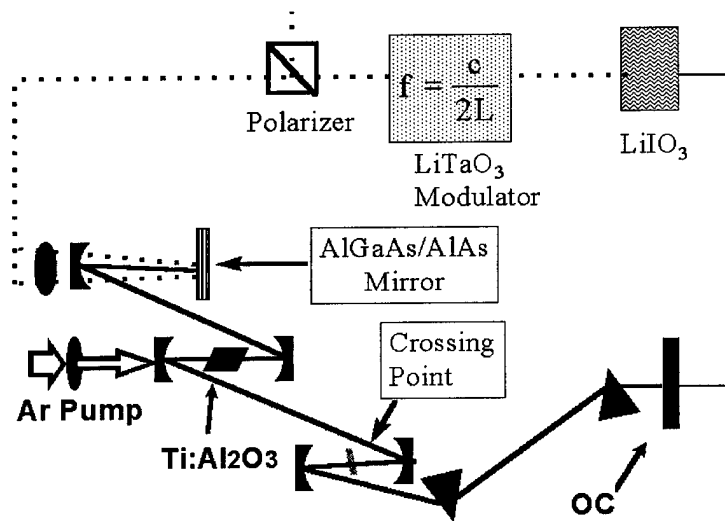 f = c
2L
Polarizer
LiTaO₃
Modulator
LiIO₃
AlGaAs/AlAs
Mirror
Crossing
Point
Ar Pump
Ti:Al₂O₃
OC